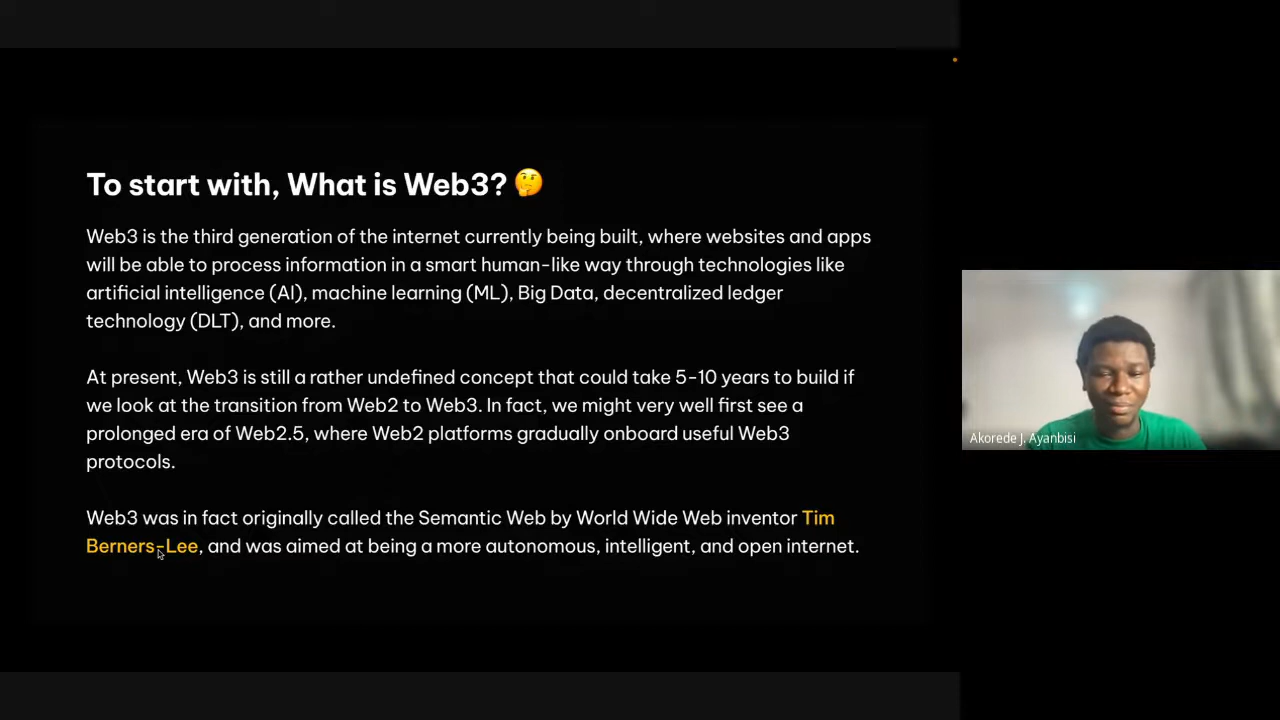 To start with, What is Web3? 🤔
Web3 is the third generation of the internet currently being built, where websites and apps
will be able to process information in a smart human-like way through technologies like
artificial intelligence (AI), machine learning (ML), Big Data, decentralized ledger
technology (DLT), and more.
At present, Web3 is still a rather undefined concept that could take 5-10 years to build if
we look at the transition from Web2 to Web3. In fact, we might very well first see a
prolonged era of Web2.5, where Web2 platforms gradually onboard useful Web3
protocols.
Web3 was in fact originally called the Semantic Web by World Wide Web inventor Tim
Berners-Lee, and was aimed at being a more autonomous, intelligent, and open internet.
Akorede J. Ayanbisi